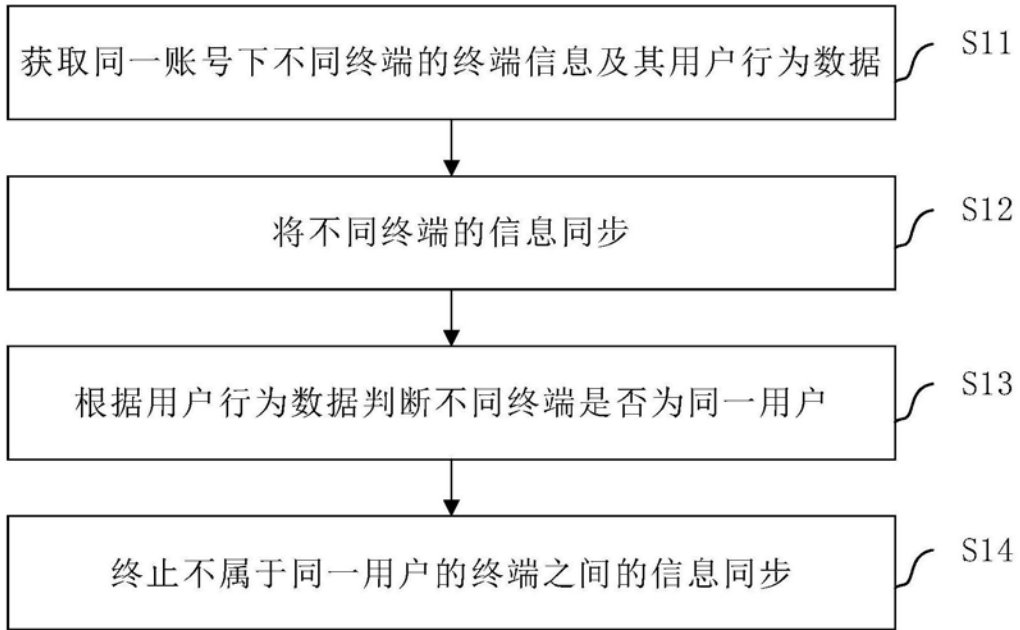 获取同一账号下不同终端的终端信息及其用户行为数据
S11
将不同终端的信息同步
S12
根据用户行为数据判断不同终端是否为同一用户
S13
终止不属于同一用户的终端之间的信息同步
S14